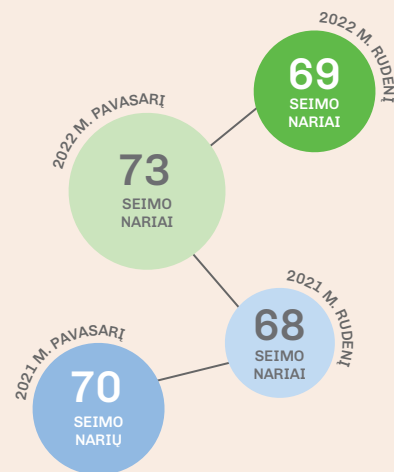 2022 M. RUDENĮ
69
SEIMO
NARIAI
2022 M. PAVASARĮ
73
SEIMO
NARIAI
2021 M. RUDENĮ
68
SEIMO
NARIAI
2021 M. PAVASARĮ
70
SEIMO
NARIŲ